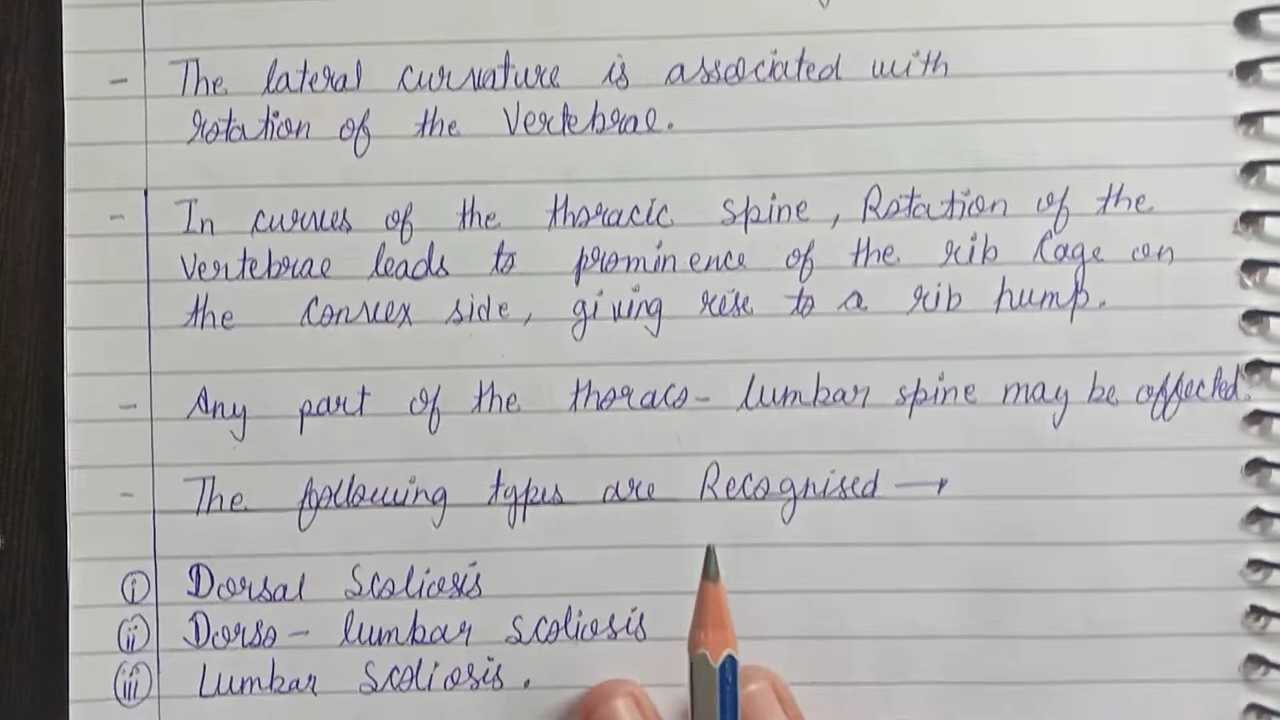 - The lateral curvature is associated with
rotation of the Vertebrae.
- In curves of the thoracic spine, Rotation of the
Vertebrae leads to prominence of the rib Cage on
the Convex side, giving rise to a rib hump.
- Any part of the thoraco- lumbar spine may be affected.
- The following types are Recognised →
(i) Dorsal Scoliosis
(ii) Dorso - lumbar scoliosis
(iii) Lumbar Scoliosis.